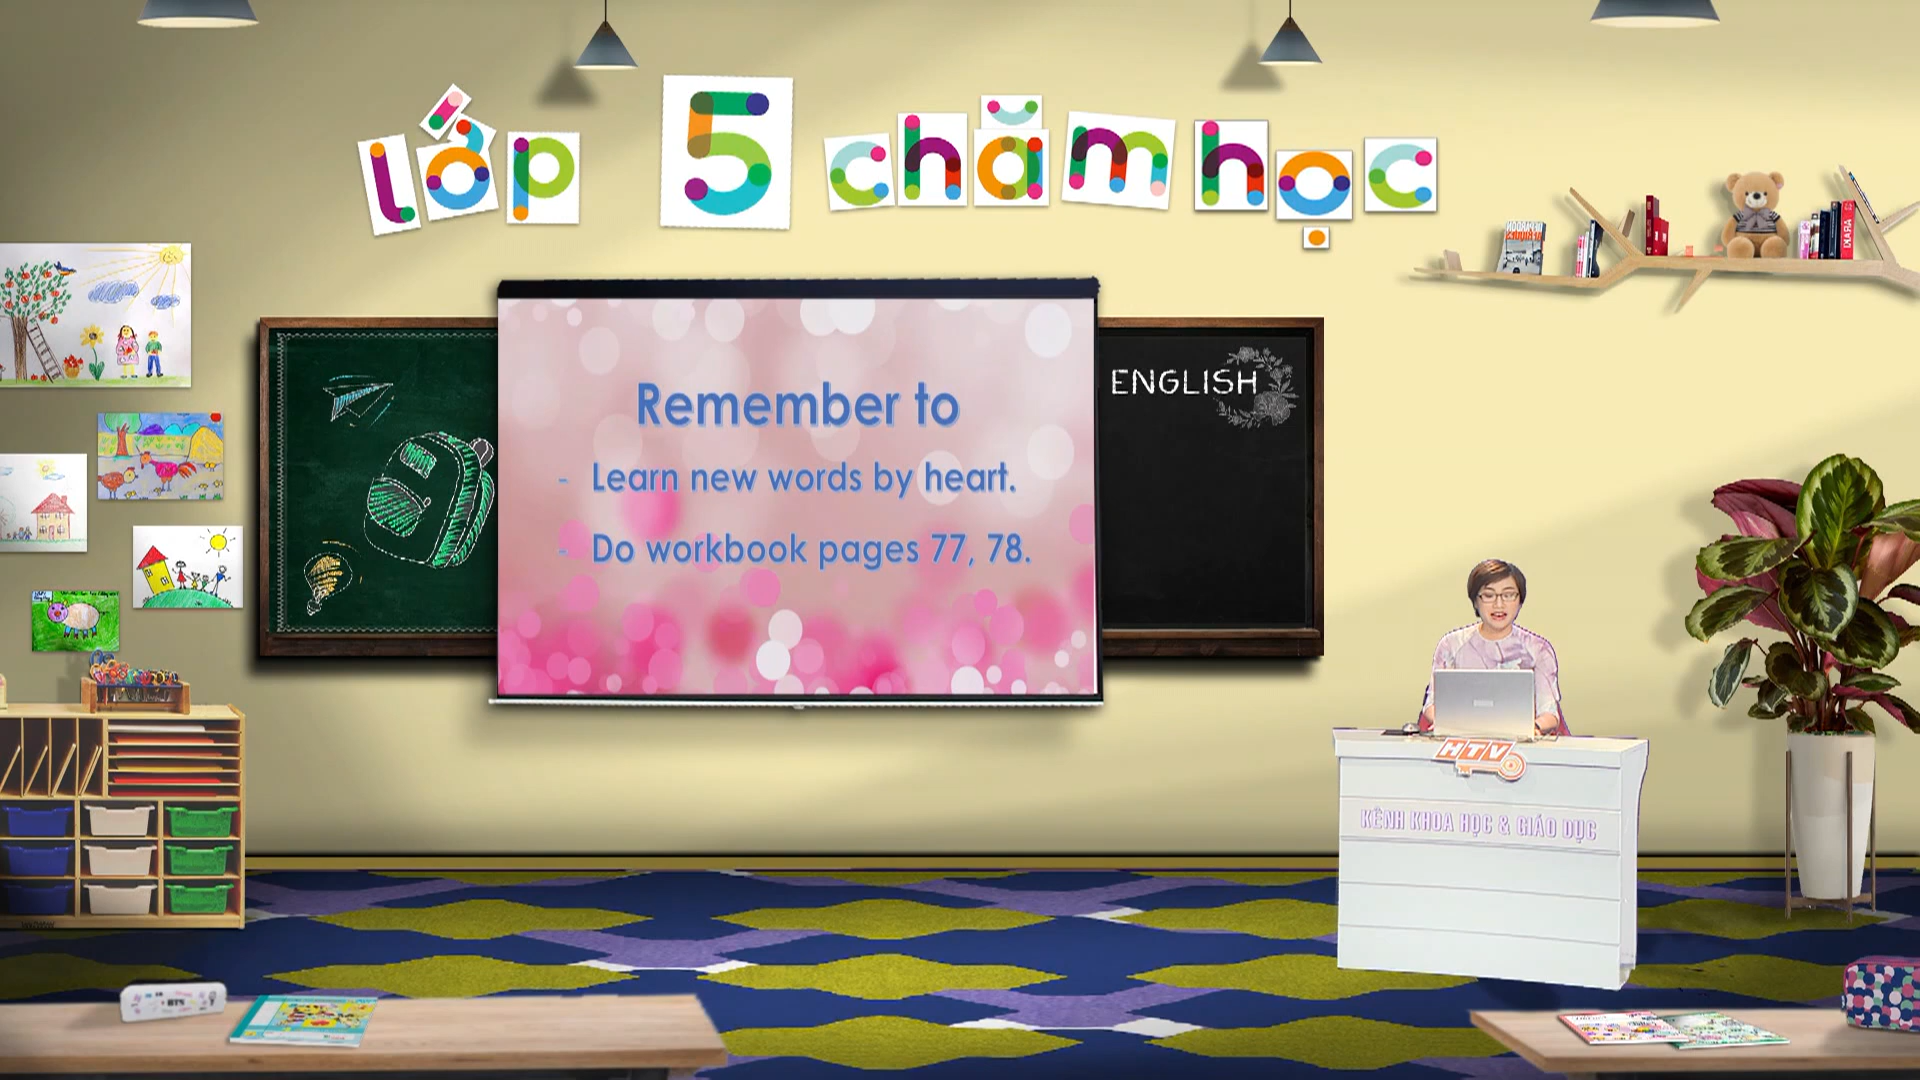 lớp 5 chăm học
Remember to
- Learn new words by heart.
- Do workbook pages 77, 78.
ENGLISH
HTV
KÊNH KHOA HỌC & GIÁO DỤC